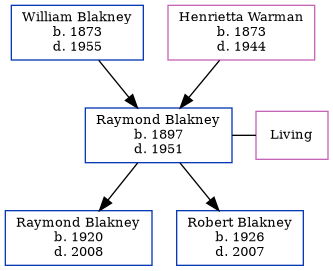 William Blakney
b. 1873
d. 1955
Henrietta Warman
b. 1873
d. 1944
Raymond Blakney
b. 1897
d. 1951
Living
Raymond Blakney
b. 1920
d. 2008
Robert Blakney
b. 1926
d. 2007